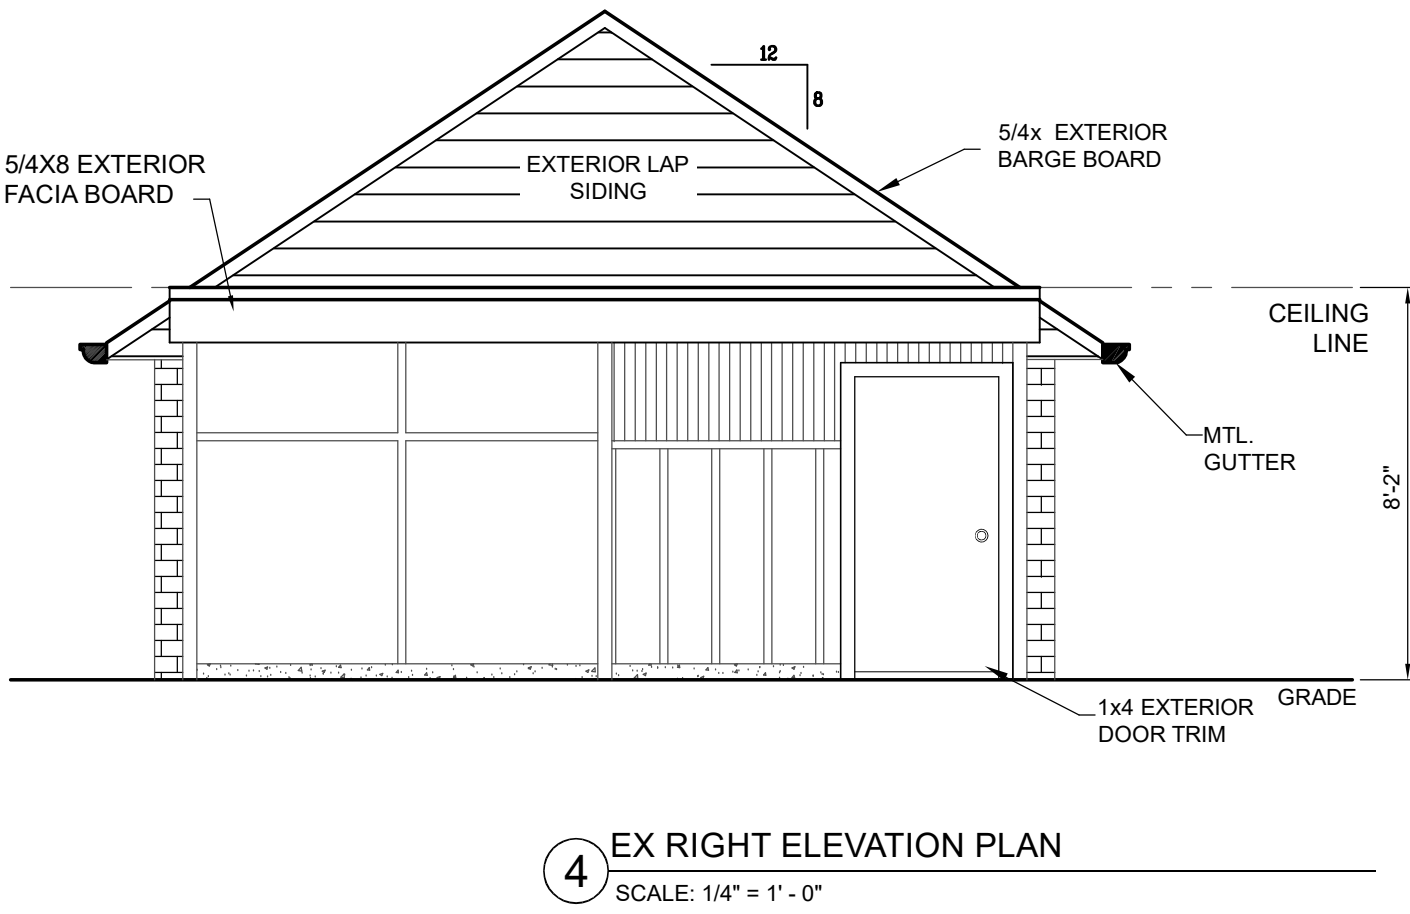 12
8
5/4x EXTERIOR
BARGE BOARD
5/4X8 EXTERIOR
FACIA BOARD
EXTERIOR LAP
SIDING
CEILING
LINE
MTL.
GUTTER
8'-2"
GRADE
1x4 EXTERIOR
DOOR TRIM
4
EX RIGHT ELEVATION PLAN
SCALE: 1/4" = 1' - 0"